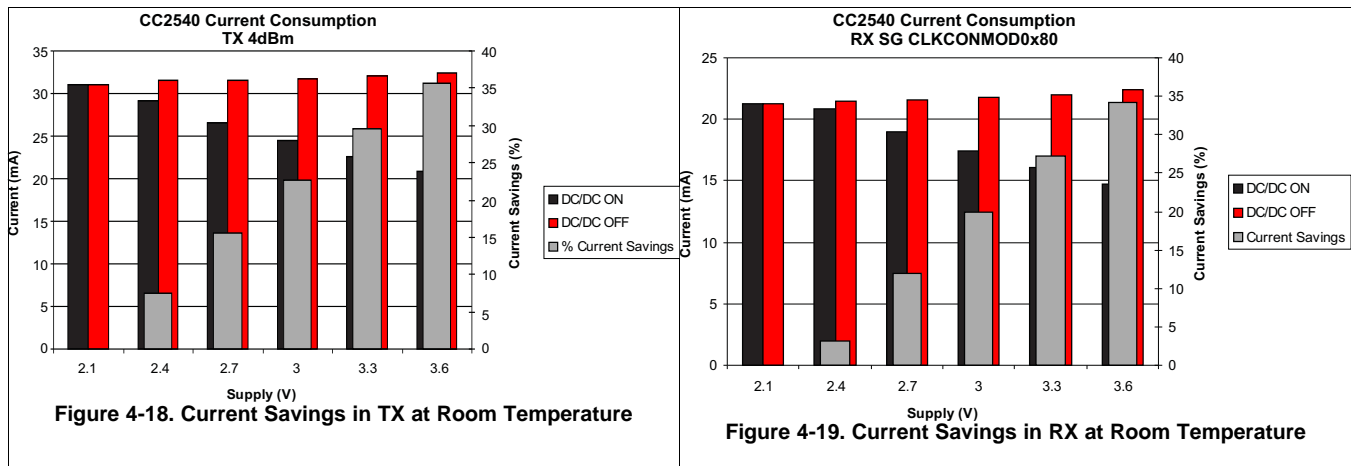 CC2540 Current Consumption
TX 4dBm
35
30
25
20
15
10
5
0
Current (mA)
40
35
30
25
20
15
10
5
0
Current Savings (%)
2.1 2.4 2.7 3 3.3 3.6
Supply (V)
DC/DC ON
DC/DC OFF
% Current Savings
Figure 4-18. Current Savings in TX at Room Temperature
CC2540 Current Consumption
RX SG CLKCONMOD0x80
25
20
15
10
5
0
Current (mA)
40
35
30
25
20
15
10
5
0
Current Savings (%)
2.1 2.4 2.7 3 3.3 3.6
Supply (V)
DC/DC ON
DC/DC OFF
Current Savings
Figure 4-19. Current Savings in RX at Room Temperature